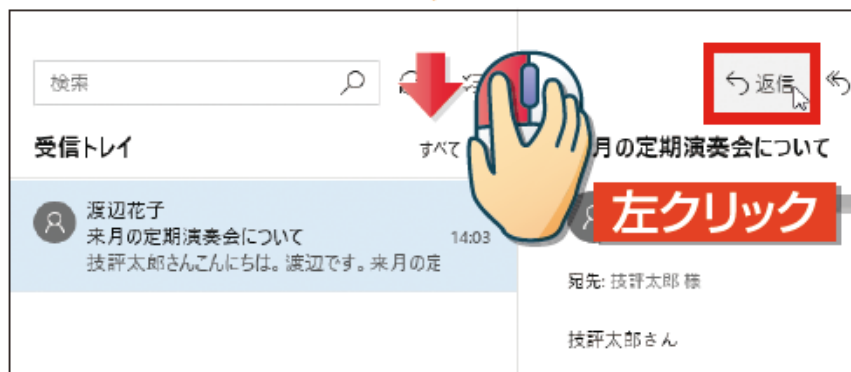 検索
返信
受信トレイ
すべて
月の定期演奏会について
渡辺花子
来月の定期演奏会について
14:03
技評太郎さんこんにちは。渡辺です。来月の定
左クリック
宛先: 技評太郎 様
技評太郎さん